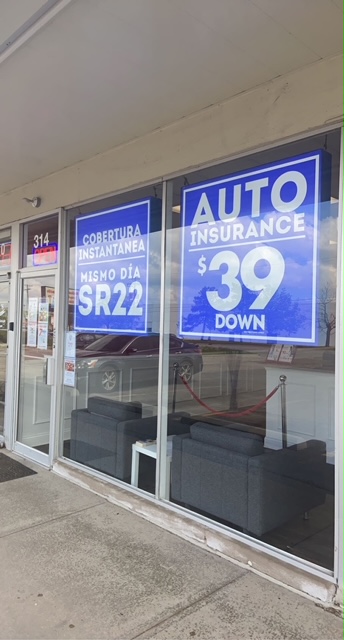 314
COBERTURA
INSTANTANEA
MISMO DÍA
SR22
AUTO
INSURANCE
$39
DOWN